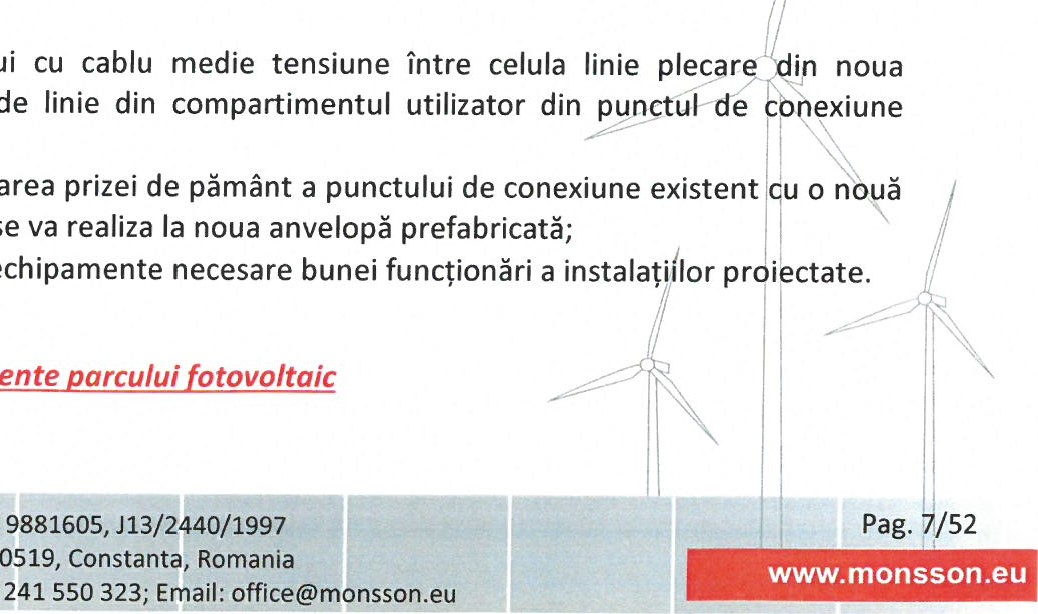 ui cu cablu medie tensiune între celula linie plecare din noua
de linie din compartimentul utilizator din punctul de conexiune
area prizei de pământ a punctului de conexiune existent cu o nouă
se va realiza la noua anvelopă prefabricată;
echipamente necesare bunei funcționări a instalațiilor proiectate.
ente parcului fotovoltaic
9881605, J13/2440/1997
Pag. 7/52
0519, Constanta, Romania
241 550 323; Email: office@monsson.eu
www.monsson.eu